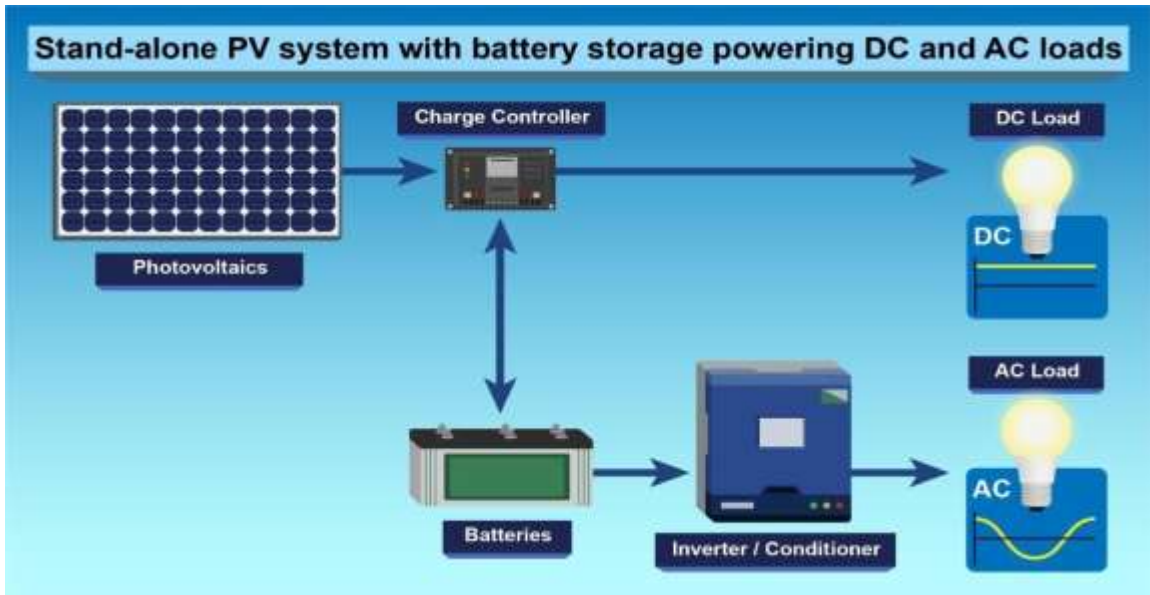 Stand-alone PV system with battery storage powering DC and AC loads
Charge Controller
DC Load
DC
Photovoltaics
AC Load
AC
Batteries
Inverter / Conditioner